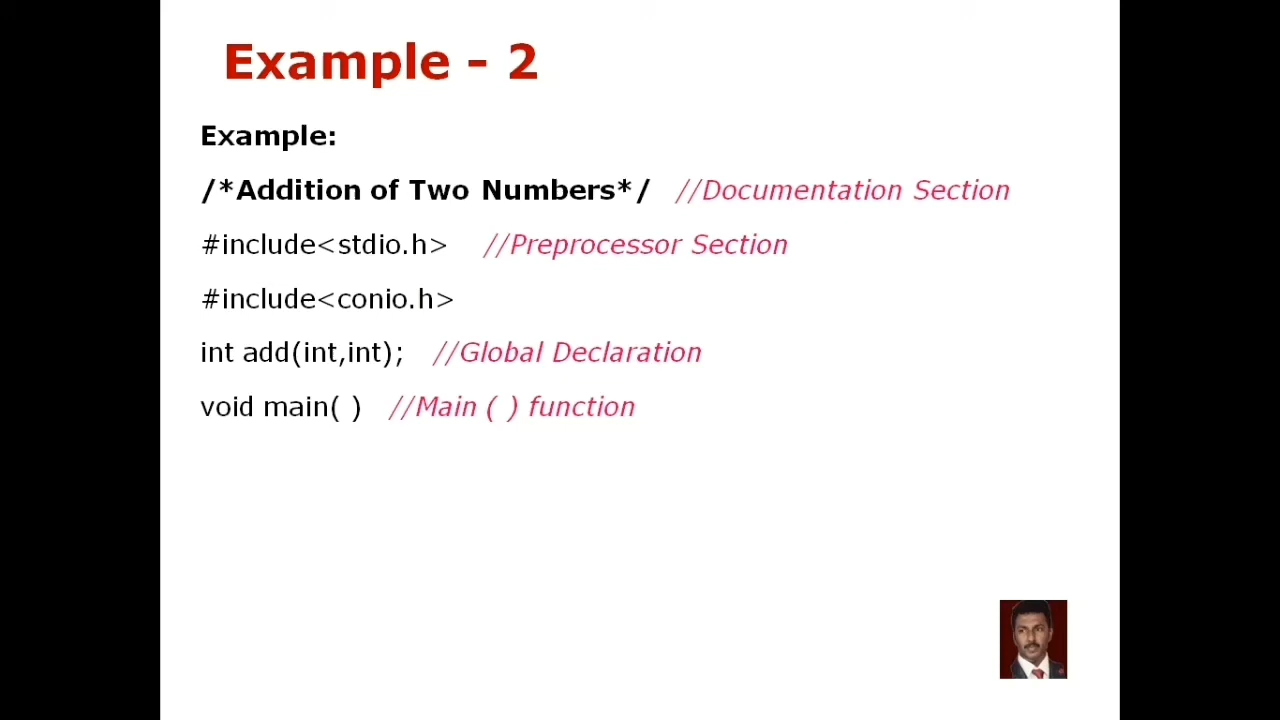 Example - 2
Example:
/*Addition of Two Numbers*/ //Documentation Section
#include<stdio.h> //Preprocessor Section
#include<conio.h>
int add(int,int); //Global Declaration
void main( ) //Main ( ) function